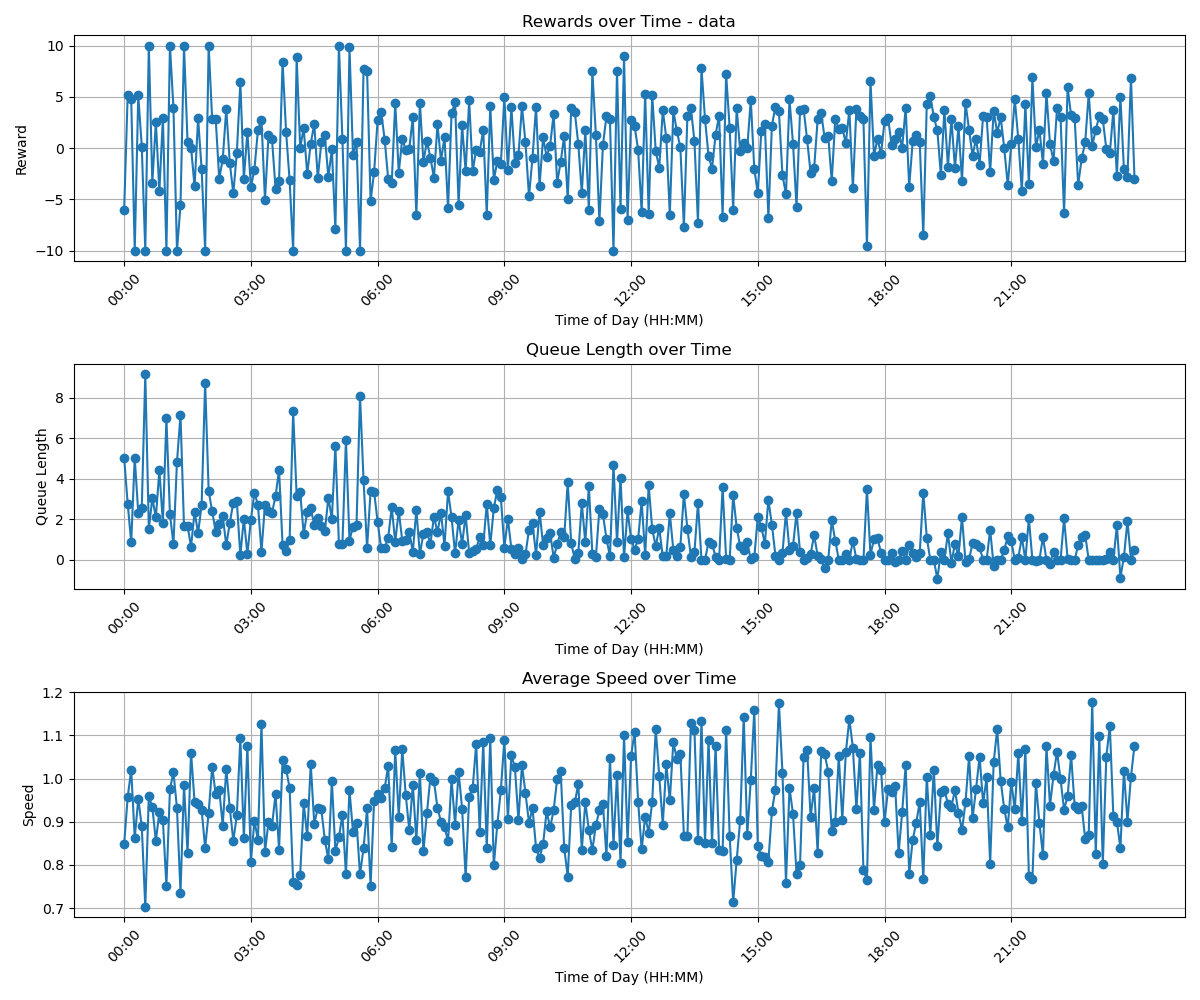 Rewards over Time - data
Reward
10
5
0
−5
−10
00:00 03:00 06:00 09:00 12:00 15:00 18:00 21:00
Time of Day (HH:MM)
Queue Length over Time
Queue Length
8
6
4
2
0
00:00 03:00 06:00 09:00 12:00 15:00 18:00 21:00
Time of Day (HH:MM)
Average Speed over Time
Speed
1.2
1.1
1.0
0.9
0.8
0.7
00:00 03:00 06:00 09:00 12:00 15:00 18:00 21:00
Time of Day (HH:MM)